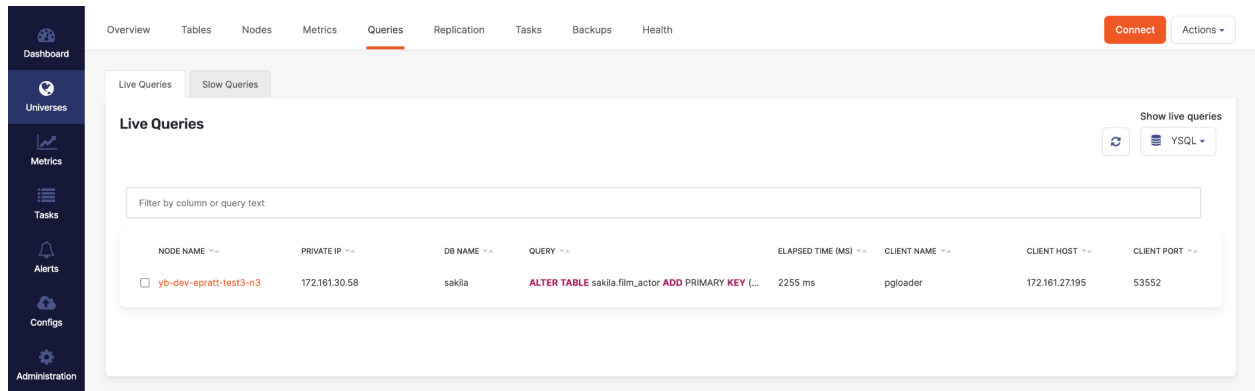 Dashboard
Universes
Metrics
Tasks
Alerts
Configs
Administration
Overview Tables Nodes Metrics Queries Replication Tasks Backups Health Connect Actions
Live Queries Slow Queries
Live Queries
Show live queries
YSQL
Filter by column or query text
NODE NAME PRIVATE IP DB NAME QUERY ELAPSED TIME (MS) CLIENT NAME CLIENT HOST CLIENT PORT
yb-dev-epratt-test3-n3 172.161.30.58 sakila ALTER TABLE sakila.film_actor ADD PRIMARY KEY (... 2255 ms pgloader 172.161.27.195 53552